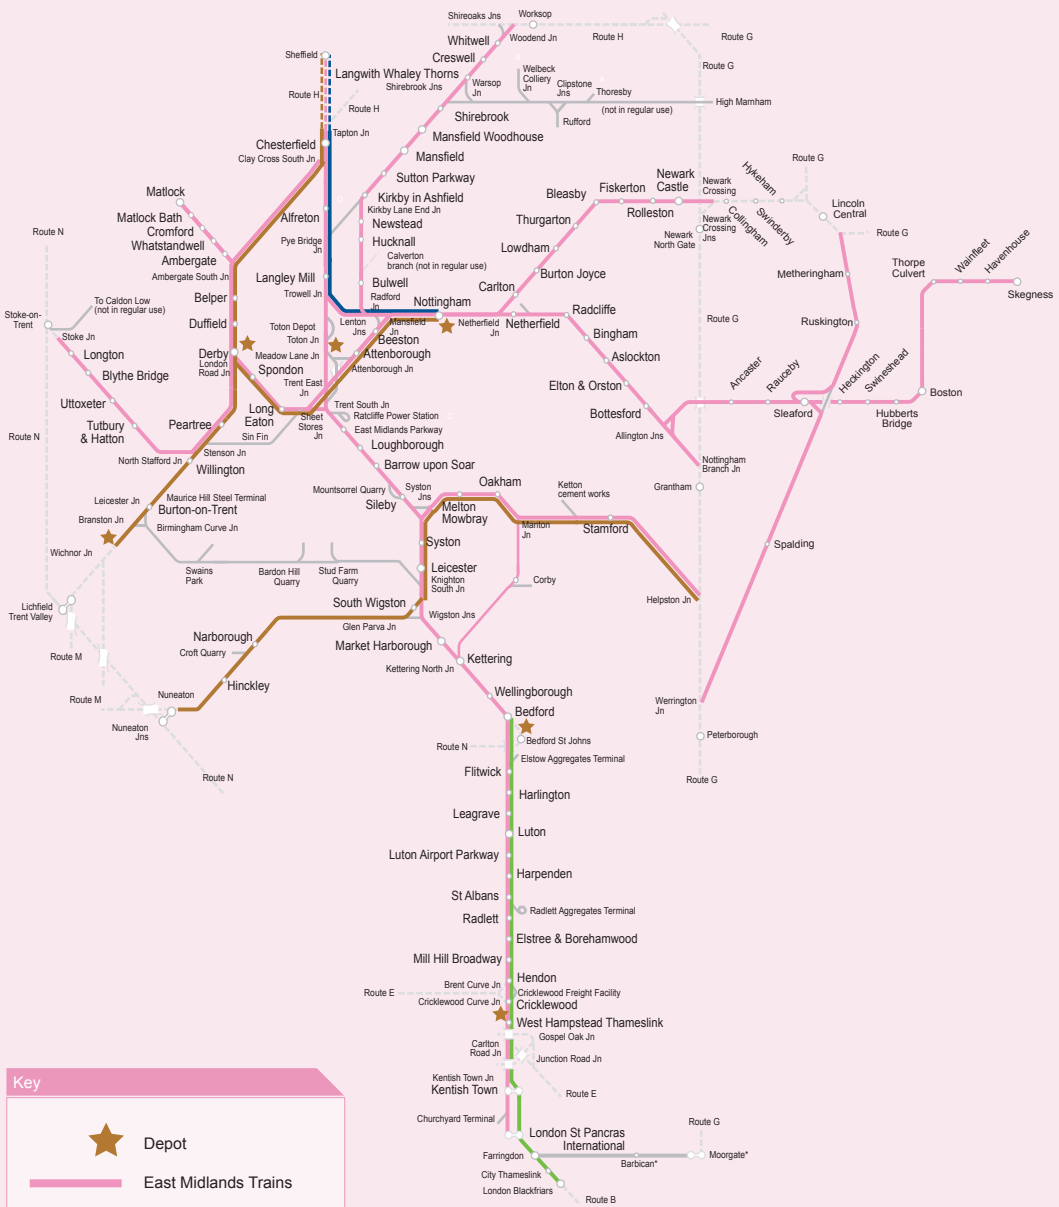 Shireoaks Jns
Worksop
Woodend Jn
Route H
Route G
Whitwell
Creswell
Route G
Sheffield
Langwith Whaley Thorns
Shirebrook Jns
Warsop
Jn
Welbeck
Colliery
Jn
Clipstone
Jns
Thoresby
(not in regular use)
High Marnham
Route H
Route H
Shirebrook
Rufford
Tapton Jn
Mansfield Woodhouse
Chesterfield
Clay Cross South Jn
Mansfield
Sutton Parkway
Route G
Matlock
Kirkby in Ashfield
Kirkby Lane End Jn
Bleasby
Fiskerton
Newark
Castle
Newark
Crossing
Hykeham
Rolleston
Collingham
Swinderby
Lincoln
Central
Matlock Bath
Cromford
Whatstandwell
Ambergate
Ambergate South Jn
Alfreton
Newstead
Thurgarton
Newark
Crossing
Jns
Newark
North Gate
Route G
Route N
Pye Bridge
Jn
Hucknall
Calverton
branch (not in regular use)
Lowdham
Burton Joyce
Metheringham
Thorpe
Culvert
Wainfleet
Havenhouse
Skegness
Langley Mill
Bulwell
Trowell Jn
Radford
Jn
Carlton
Nottingham
Belper
To Caldon Low
(not in regular use)
Stoke-on-
Trent
Stoke Jn
Duffield
Toton Depot
Toton Jn
Lenton
Jns
Mansfield
Jn
Netherfield
Jn
Netherfield
Radcliffe
Route G
Ruskington
Beeston
Bingham
Longton
Derby
London
Road Jn
Meadow Lane Jn
Attenborough
Attenborough Jn
Aslockton
Blythe Bridge
Spondon
Trent East
Jn
Elton & Orston
Ancaster
Rauceby
Heckington
Swineshead
Boston
Uttoxeter
Long
Eaton
Sheet
Stores
Jn
Trent South Jn
Ratcliffe Power Station
East Midlands Parkway
Bottesford
Sleaford
Hubberts
Bridge
Tutbury
& Hatton
Peartree
Sin Fin
Allington Jns
Route N
Stenson Jn
Loughborough
North Stafford Jn
Willington
Barrow upon Soar
Nottingham
Branch Jn
Leicester Jn
Maurice Hill Steel Terminal
Burton-on-Trent
Mountsorrel Quarry
Syston
Jns
Oakham
Ketton
cement works
Grantham
Branston Jn
Birmingham Curve Jn
Sileby
Melton
Mowbray
Manton
Jn
Stamford
Wichnor Jn
Syston
Spalding
Swains
Park
Bardon Hill
Quarry
Stud Farm
Quarry
Leicester
Knighton
South Jn
Corby
Lichfield
Trent Valley
South Wigston
Wigston Jns
Helpston Jn
Glen Parva Jn
Route M
Narborough
Croft Quarry
Market Harborough
Kettering North Jn
Kettering
Hinckley
Route M
Nuneaton
Wellingborough
Werrington
Jn
Nuneaton
Jns
Bedford
Bedford St Johns
Peterborough
Route N
Elstow Aggregates Terminal
Route N
Flitwick
Route G
Harlington
Leagrave
Luton
Luton Airport Parkway
Harpenden
St Albans
Radlett Aggregates Terminal
Radlett
Elstree & Borehamwood
Mill Hill Broadway
Hendon
Brent Curve Jn
Route E
Cricklewood Freight Facility
Cricklewood Curve Jn
Cricklewood
West Hampstead Thameslink
Gospel Oak Jn
Carlton
Road Jn
Junction Road Jn
Kentish Town Jn
Kentish Town
Route E
Churchyard Terminal
London St Pancras
International
Route G
Farringdon
Barbican*
Moorgate*
City Thameslink
London Blackfriars
Route B
Key
Depot
East Midlands Trains